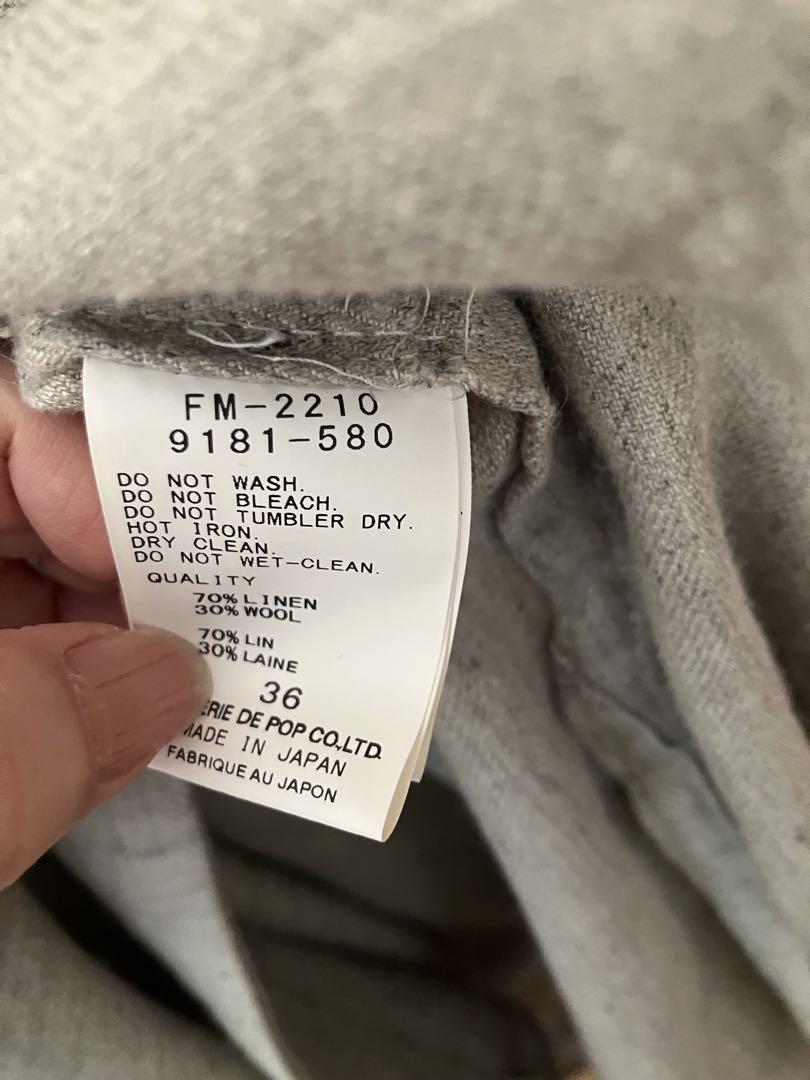 FM-2210
9181-580
DO NOT WASH.
DO NOT BLEACH.
DO NOT TUMBLER DRY.
HOT IRON.
DRY CLEAN.
DO NOT WET-CLEAN.
QUALITY
70% LINEN
30% WOOL
70% LIN
30% LAINE
36
DE POP CO.,LTD.
MADE IN JAPAN
FABRIQUE AU JAPON